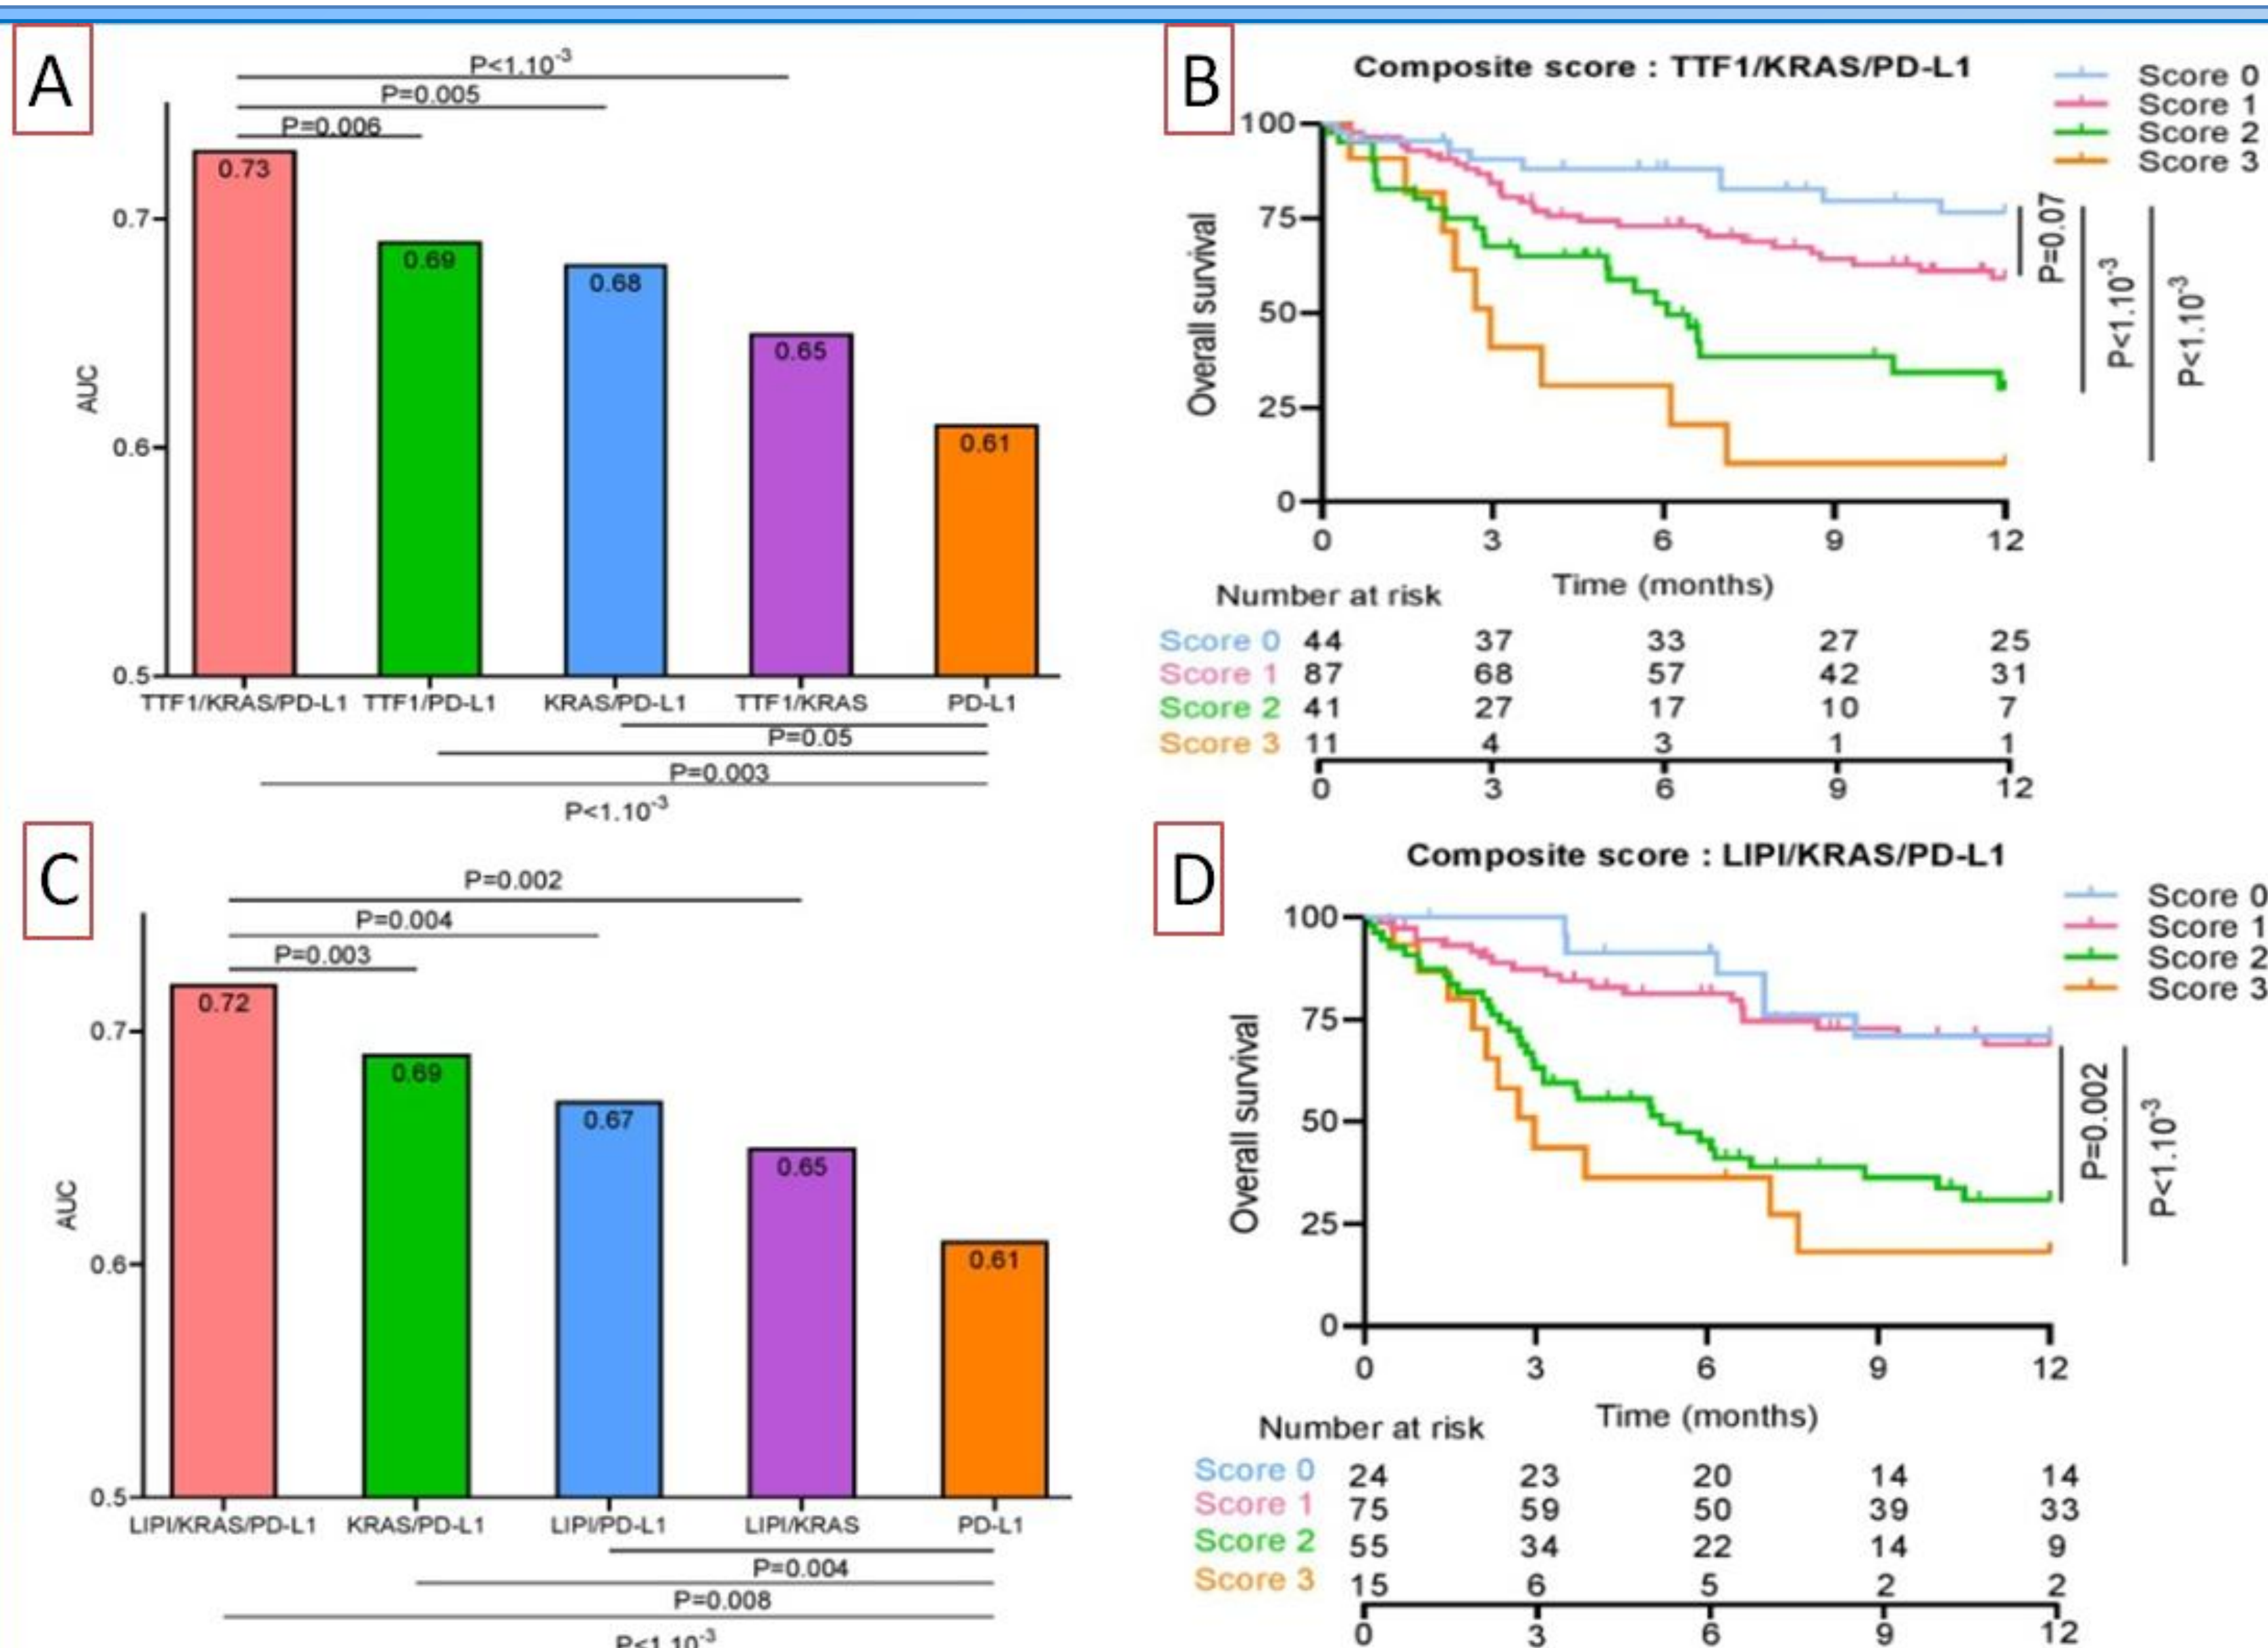 A
P<1.10-3
P=0.005
P=0.006
0.73
0.69
0.68
0.65
0.61
AUC
0.7
0.6
0.5
TTF1/KRAS/PD-L1 TTF1/PD-L1 KRAS/PD-L1 TTF1/KRAS PD-L1
P=0.05
P=0.003
P<1.10-3
B
Composite score : TTF1/KRAS/PD-L1
Score 0
Score 1
Score 2
Score 3
Overall survival
100
75
50
25
0
0 3 6 9 12
Time (months)
P=0.07
P<1.10-3
P<1.10-3
Number at risk
Score 0 44 37 33 27 25
Score 1 87 68 57 42 31
Score 2 41 27 17 10 7
Score 3 11 4 3 1 1
0 3 6 9 12
C
P=0.002
P=0.004
P=0.003
0.72
0.69
0.67
0.65
0.61
AUC
0.7
0.6
0.5
LIPI/KRAS/PD-L1 KRAS/PD-L1 LIPI/PD-L1 LIPI/KRAS PD-L1
P=0.004
P=0.008
P<1.10-3
D
Composite score : LIPI/KRAS/PD-L1
Score 0
Score 1
Score 2
Score 3
Overall survival
100
75
50
25
0
0 3 6 9 12
Time (months)
P=0.002
P<1.10-3
Number at risk
Score 0 24 23 20 14 14
Score 1 75 59 50 39 33
Score 2 55 34 22 14 9
Score 3 15 6 5 2 2
0 3 6 9 12